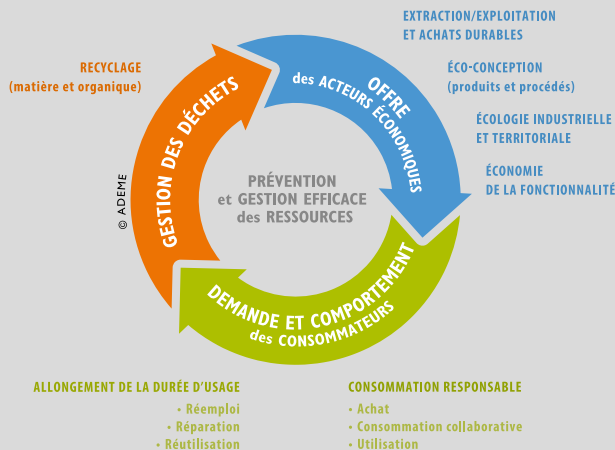 EXTRACTION/EXPLOITATION
ET ACHATS DURABLES
ÉCO-CONCEPTION
(produits et procédés)
ÉCOLOGIE INDUSTRIELLE
ET TERRITORIALE
ÉCONOMIE
DE LA FONCTIONNALITÉ
RECYCLAGE
(matière et organique)
OFFRE
des ACTEURS ÉCONOMIQUES
GESTION DES DÉCHETS
PRÉVENTION
et GESTION EFFICACE
des RESSOURCES
© ADEME
DEMANDE ET COMPORTEMENT
des CONSOMMATEURS
ALLONGEMENT DE LA DURÉE D'USAGE
• Réemploi
• Réparation
• Réutilisation
CONSOMMATION RESPONSABLE
• Achat
• Consommation collaborative
• Utilisation